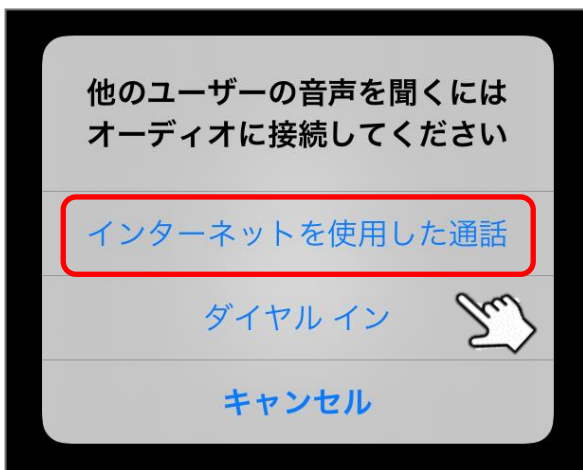 他のユーザーの音声を聞くには
オーディオに接続してください
インターネットを使用した通話
ダイヤル イン
キャンセル